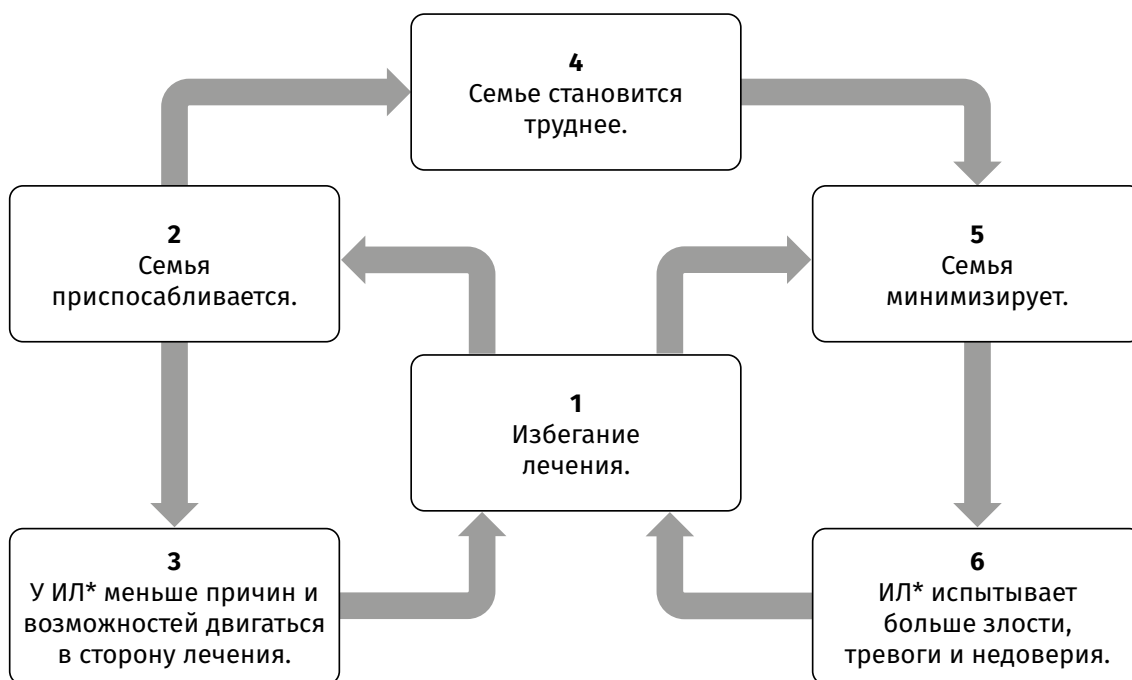 4
Семье становится
труднее.
2
Семья
приспосабливается.
5
Семья
минимизирует.
1
Избегание
лечения.
3
У ИЛ* меньше причин и
возможностей двигаться
в сторону лечения.
6
ИЛ* испытывает
больше злости,
тревоги и недоверия.